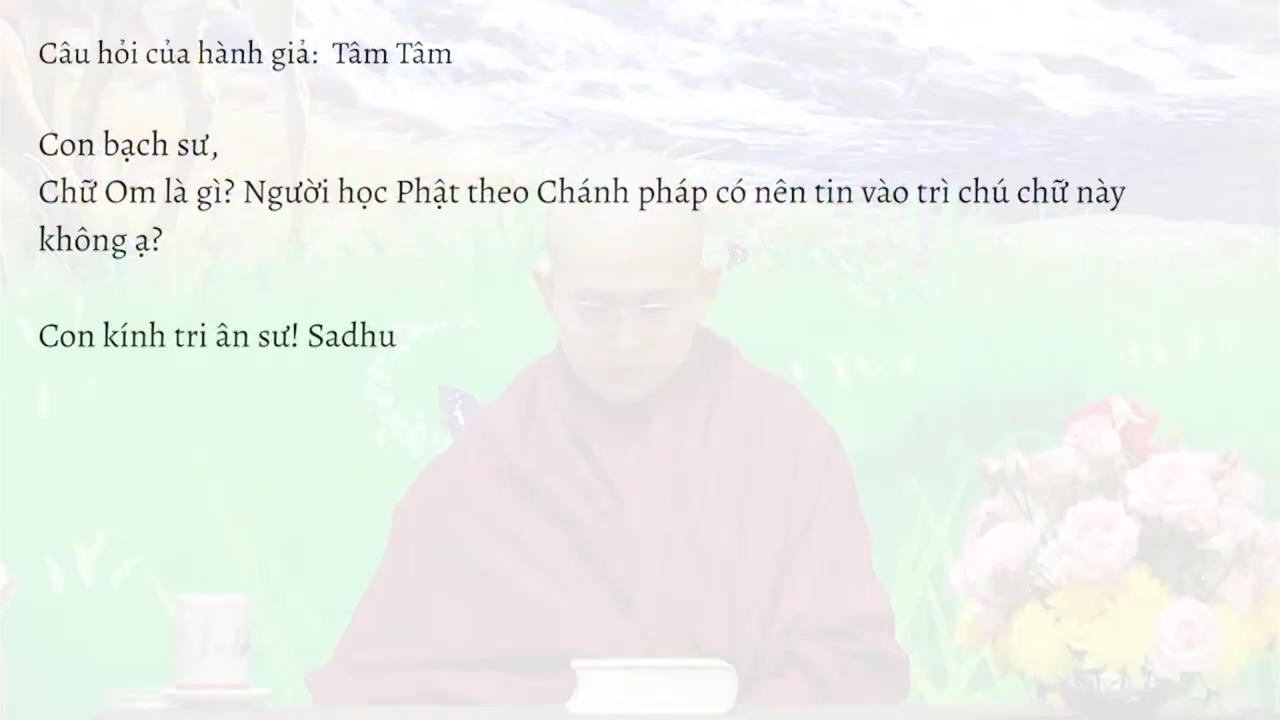 Câu hỏi của hành giả: Tâm Tâm
Con bạch sư,
Chữ Om là gì? Người học Phật theo Chánh pháp có nên tin vào trì chú chữ này
không ạ?
Con kính tri ân sư! Sadhu